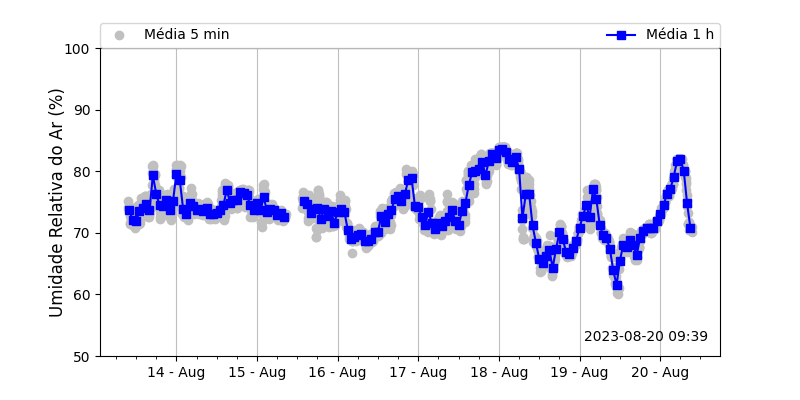 Média 5 min
Média 1 h
Umidade Relativa do Ar (%)
100
90
80
70
60
50
2023-08-20 09:39
14 - Aug
15 - Aug
16 - Aug
17 - Aug
18 - Aug
19 - Aug
20 - Aug